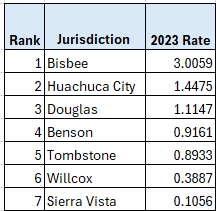 Rank Jurisdiction 2023 Rate
1 Bisbee 3.0059
2 Huachuca City 1.4475
3 Douglas 1.1147
4 Benson 0.9161
5 Tombstone 0.8933
6 Willcox 0.3887
7 Sierra Vista 0.1056